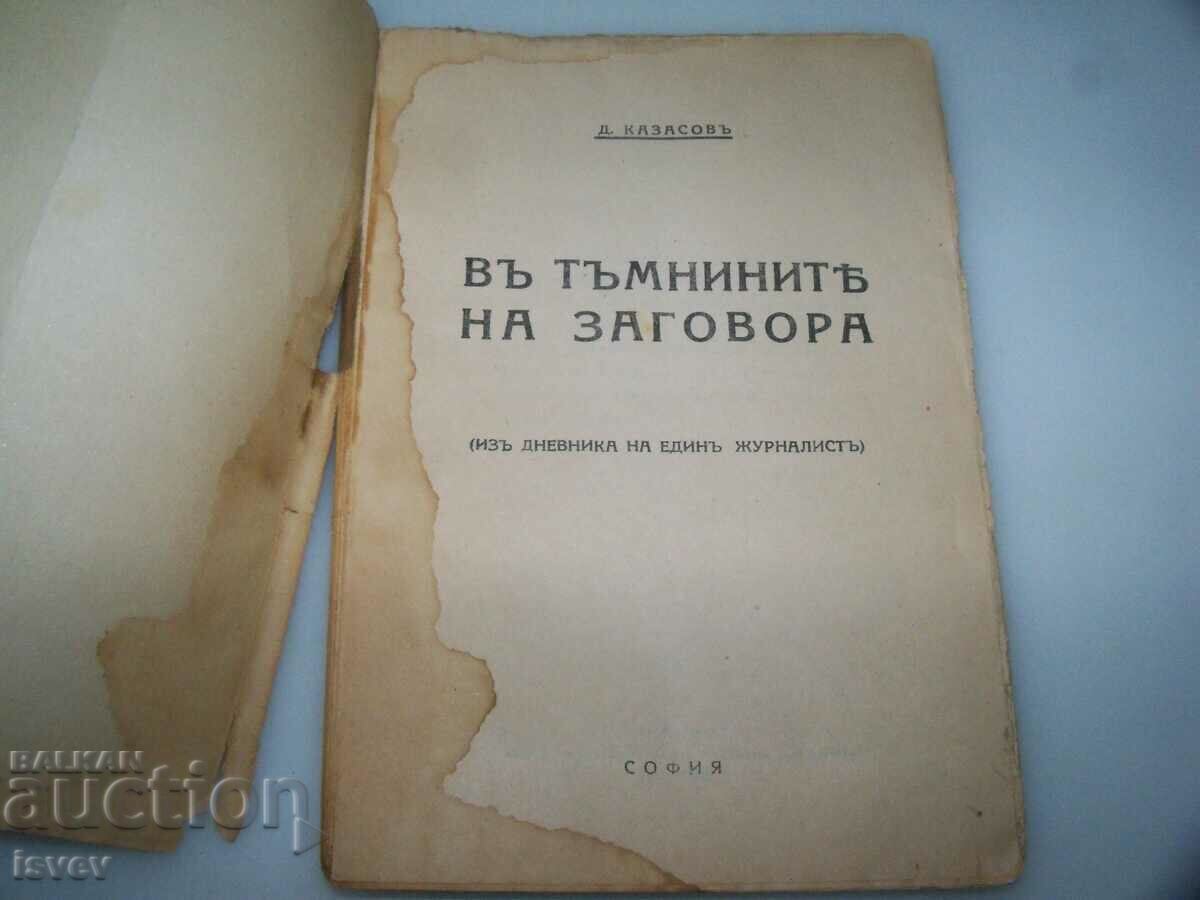 Д. КАЗАСОВЪ
ВЪ ТЪМНИНИТѢ
НА ЗАГОВОРА
(ИЗЪ ДНЕВНИКА НА ЕДИНЪ ЖУРНАЛИСТЪ)
СОФИЯ
BALKAN
auction
isvev